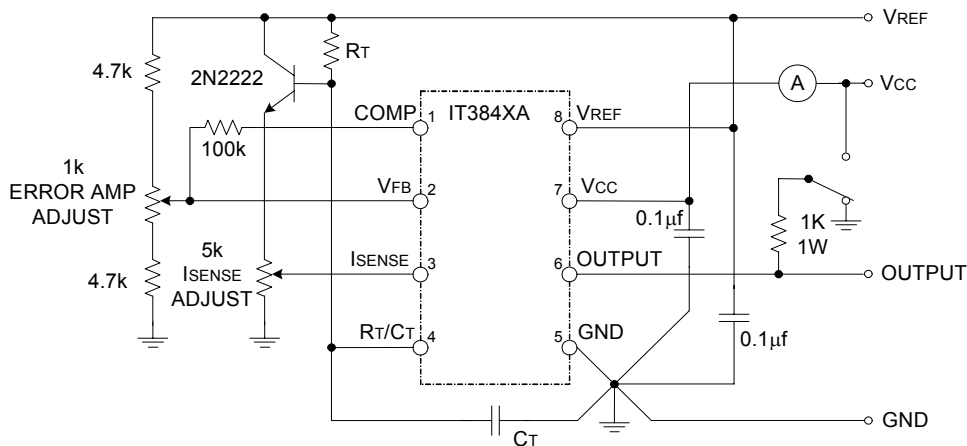 VREF
RT
4.7k
2N2222
A
VCC
COMP
1
IT384XA
8
VREF
100k
1k
ERROR AMP
ADJUST
VFB
2
7
VCC
0.1µf
1K
1W
5k
ISENSE
ADJUST
ISENSE
3
6
OUTPUT
OUTPUT
4.7k
RT/CT
4
5
GND
0.1µf
CT
GND